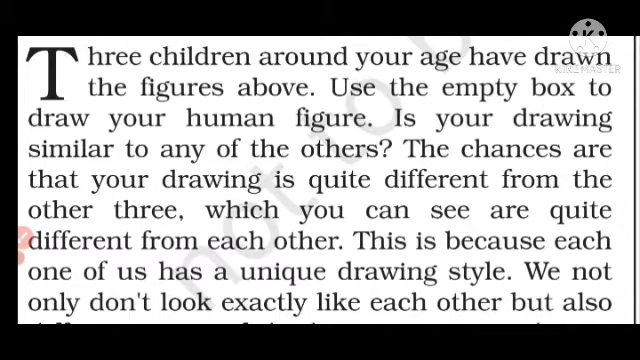 KINEMASTER
Three children around your age have drawn
the figures above. Use the empty box to
draw your human figure. Is your drawing
similar to any of the others? The chances are
that your drawing is quite different from the
other three, which you can see are quite
different from each other. This is because each
one of us has a unique drawing style. We not
only don't look exactly like each other but also
not to b